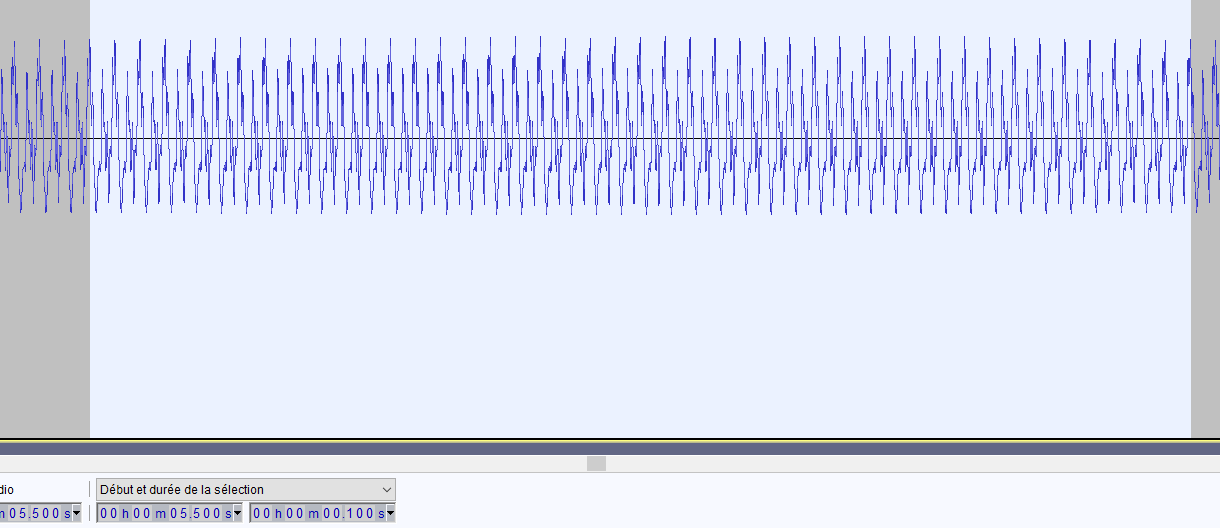 dio
Début et durée de la sélection
m 05.500 s
00 h 00 m 05.500 s
00 h 00 m 00.100 s